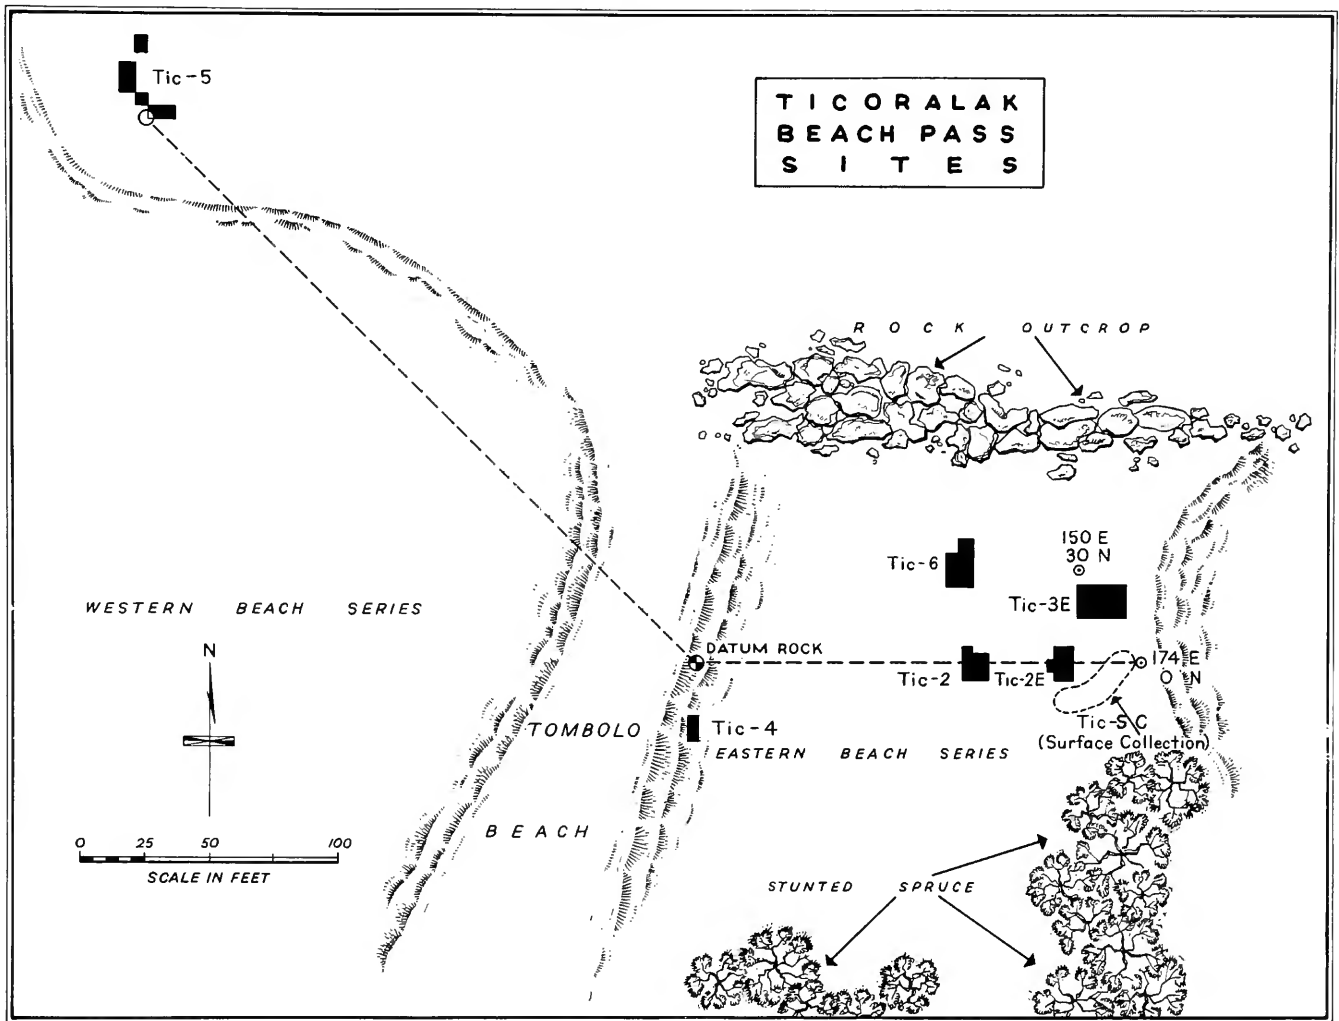 Tic-5
TICORALAK
BEACH PASS
SITES
ROCK OUTCROP
150 E
30 N
Tic-6
Tic-3E
WESTERN BEACH SERIES
N
DATUM ROCK
174 E
O N
Tic-2
Tic-2E
Tic-SC
(Surface Collection)
TOMBOLO
Tic-4
EASTERN BEACH SERIES
BEACH
0 25 50 100
SCALE IN FEET
STUNTED SPRUCE